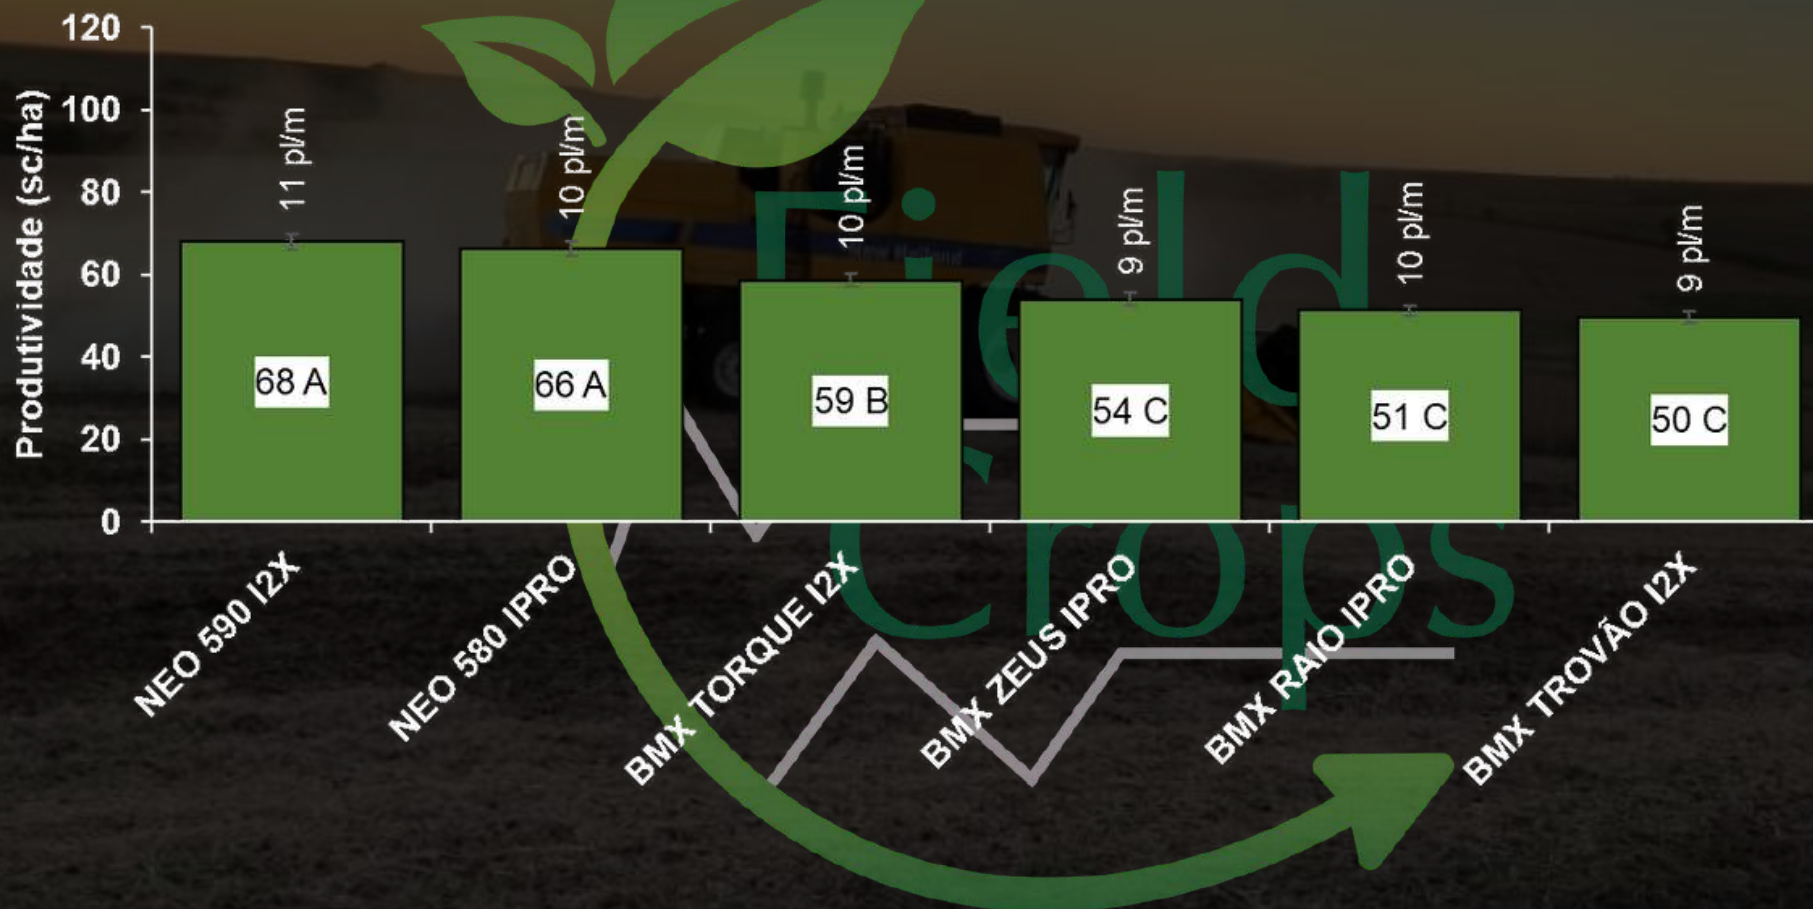 Produtividade (sc/ha)
120
100
80
60
40
20
0
11 pl/m
10 pl/m
10 pl/m
9 pl/m
10 pl/m
9 pl/m
68 A
66 A
59 B
54 C
51 C
50 C
NEO 590 I2X
NEO 580 IPRO
BMX TORQUE I2X
BMX ZEUS IPRO
BMX RAIO IPRO
BMX TROVÃO I2X
Field
Crops
New Holland